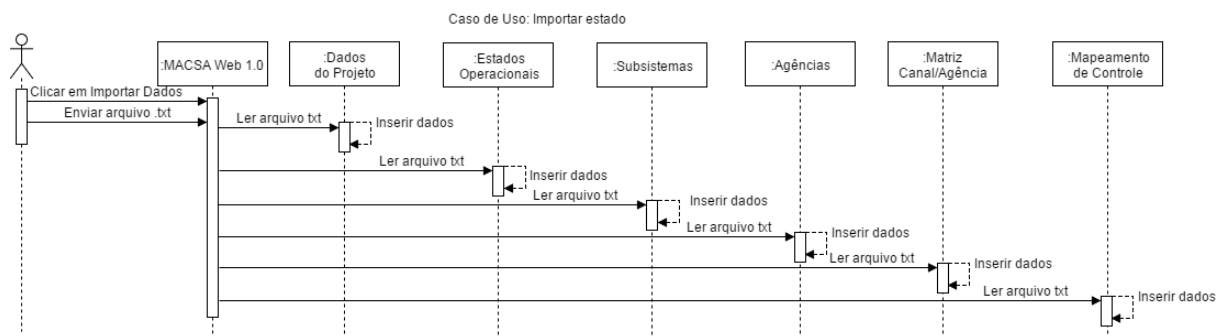 Caso de Uso: Importar estado
:MACSA Web 1.0
:Dados
do Projeto
:Estados
Operacionais
:Subsistemas
:Agências
:Matriz
Canal/Agência
:Mapeamento
de Controle
Clicar em Importar Dados
Enviar arquivo .txt
Ler arquivo txt
Inserir dados
Ler arquivo txt
Inserir dados
Ler arquivo txt
Inserir dados
Ler arquivo txt
Inserir dados
Ler arquivo txt
Inserir dados
Ler arquivo txt
Inserir dados